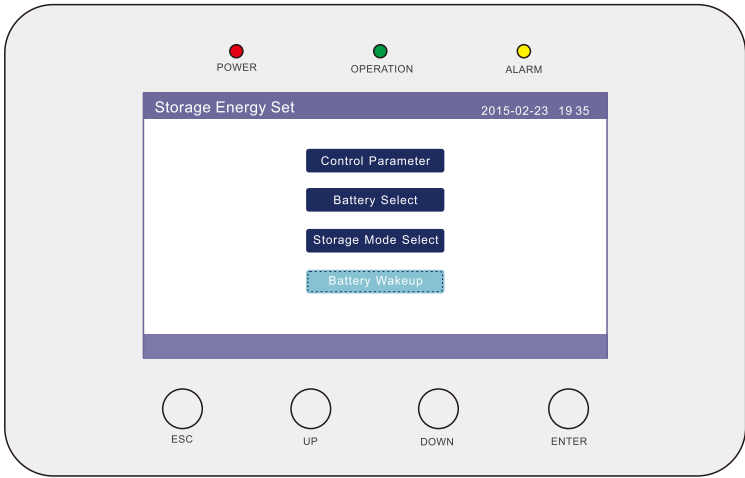 POWER OPERATION ALARM
Storage Energy Set 2015-02-23 19 35
Control Parameter
Battery Select
Storage Mode Select
Battery Wakeup
ESC UP DOWN ENTER